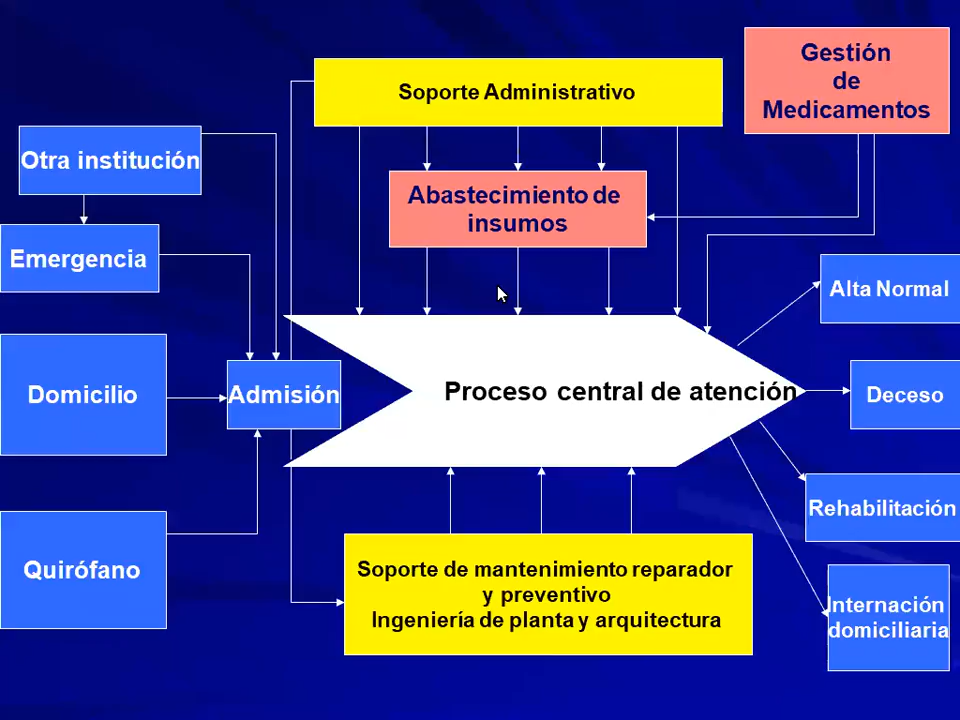 Gestión
de
Medicamentos
Soporte Administrativo
Otra institución
Abastecimiento de
insumos
Emergencia
Alta Normal
Domicilio
Admisión
Proceso central de atención
Deceso
Rehabilitación
Quirófano
Soporte de mantenimiento reparador
y preventivo
Ingeniería de planta y arquitectura
Internación
domiciliaria